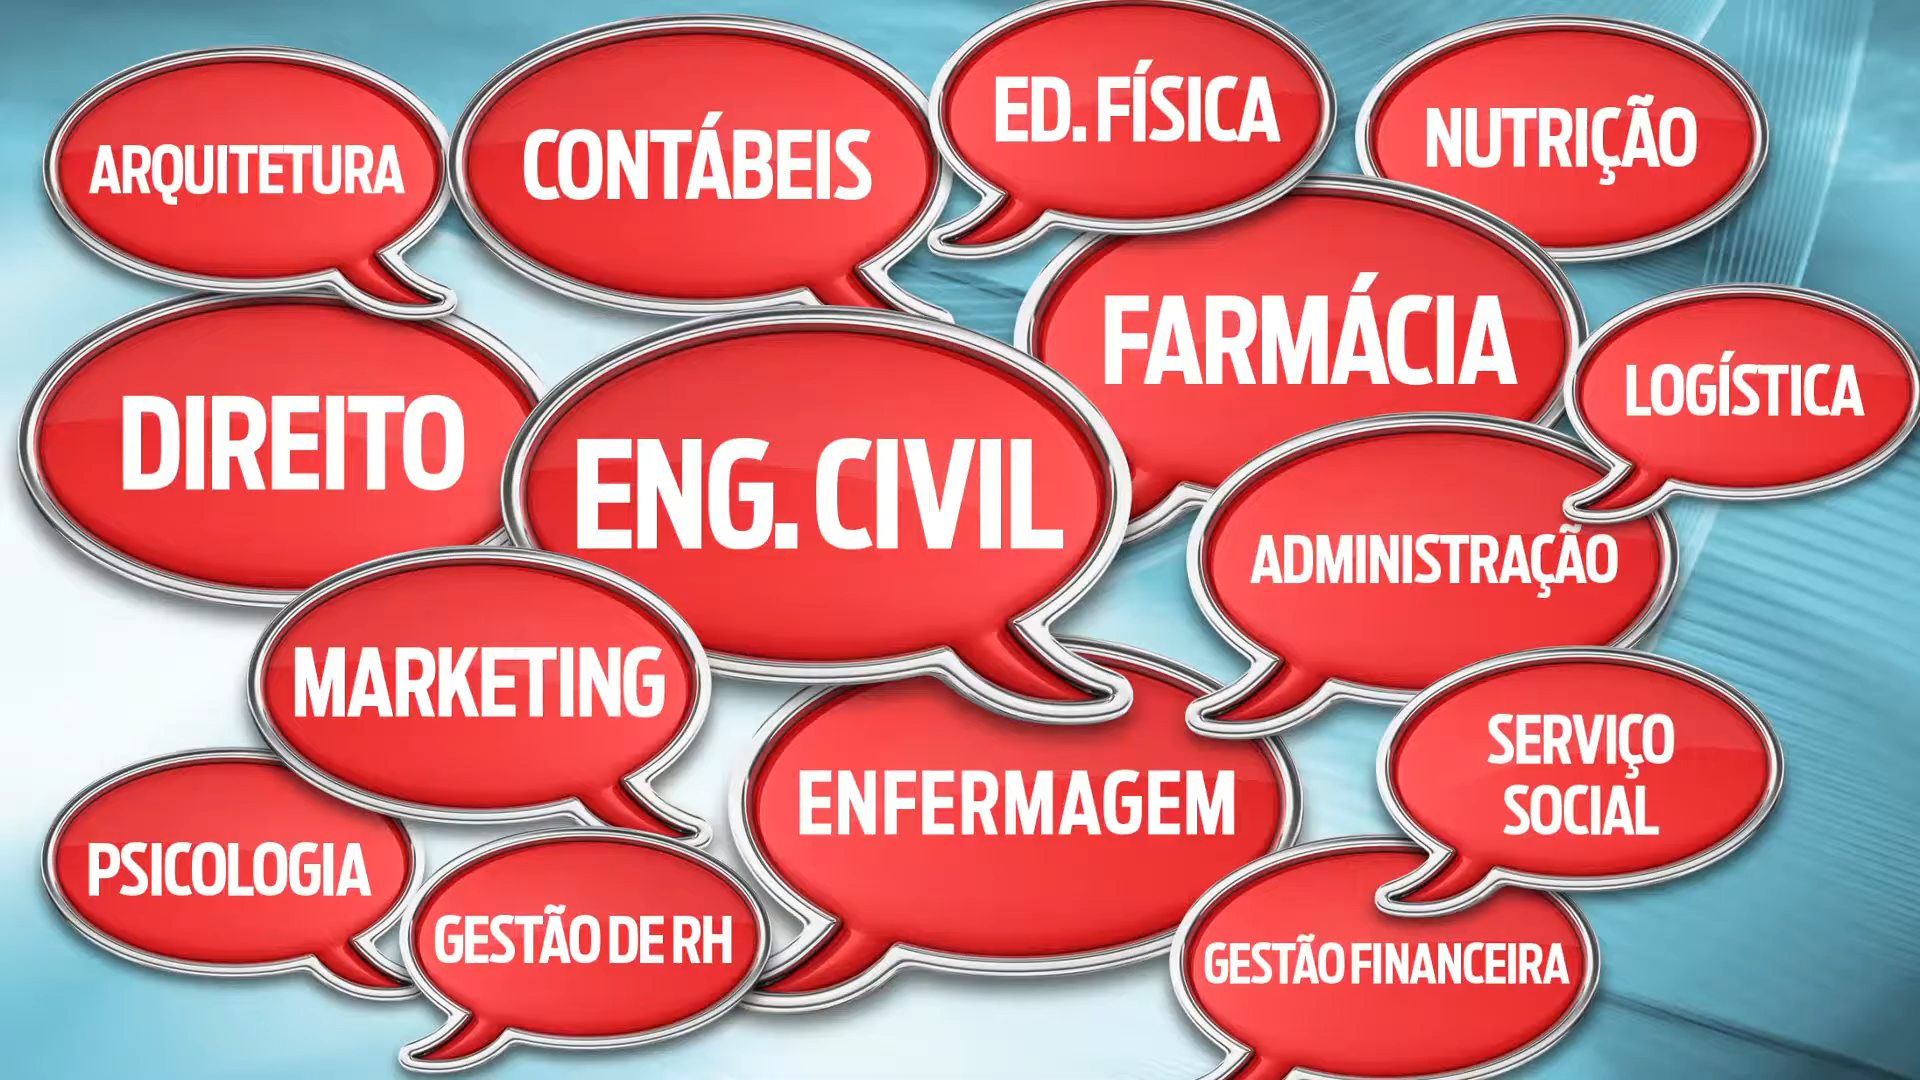 ARQUITETURA
CONTÁBEIS
ED. FÍSICA
NUTRIÇÃO
DIREITO
ENG. CIVIL
FARMÁCIA
LOGÍSTICA
ADMINISTRAÇÃO
MARKETING
ENFERMAGEM
SERVIÇO
SOCIAL
PSICOLOGIA
GESTÃO DE RH
GESTÃO FINANCEIRA